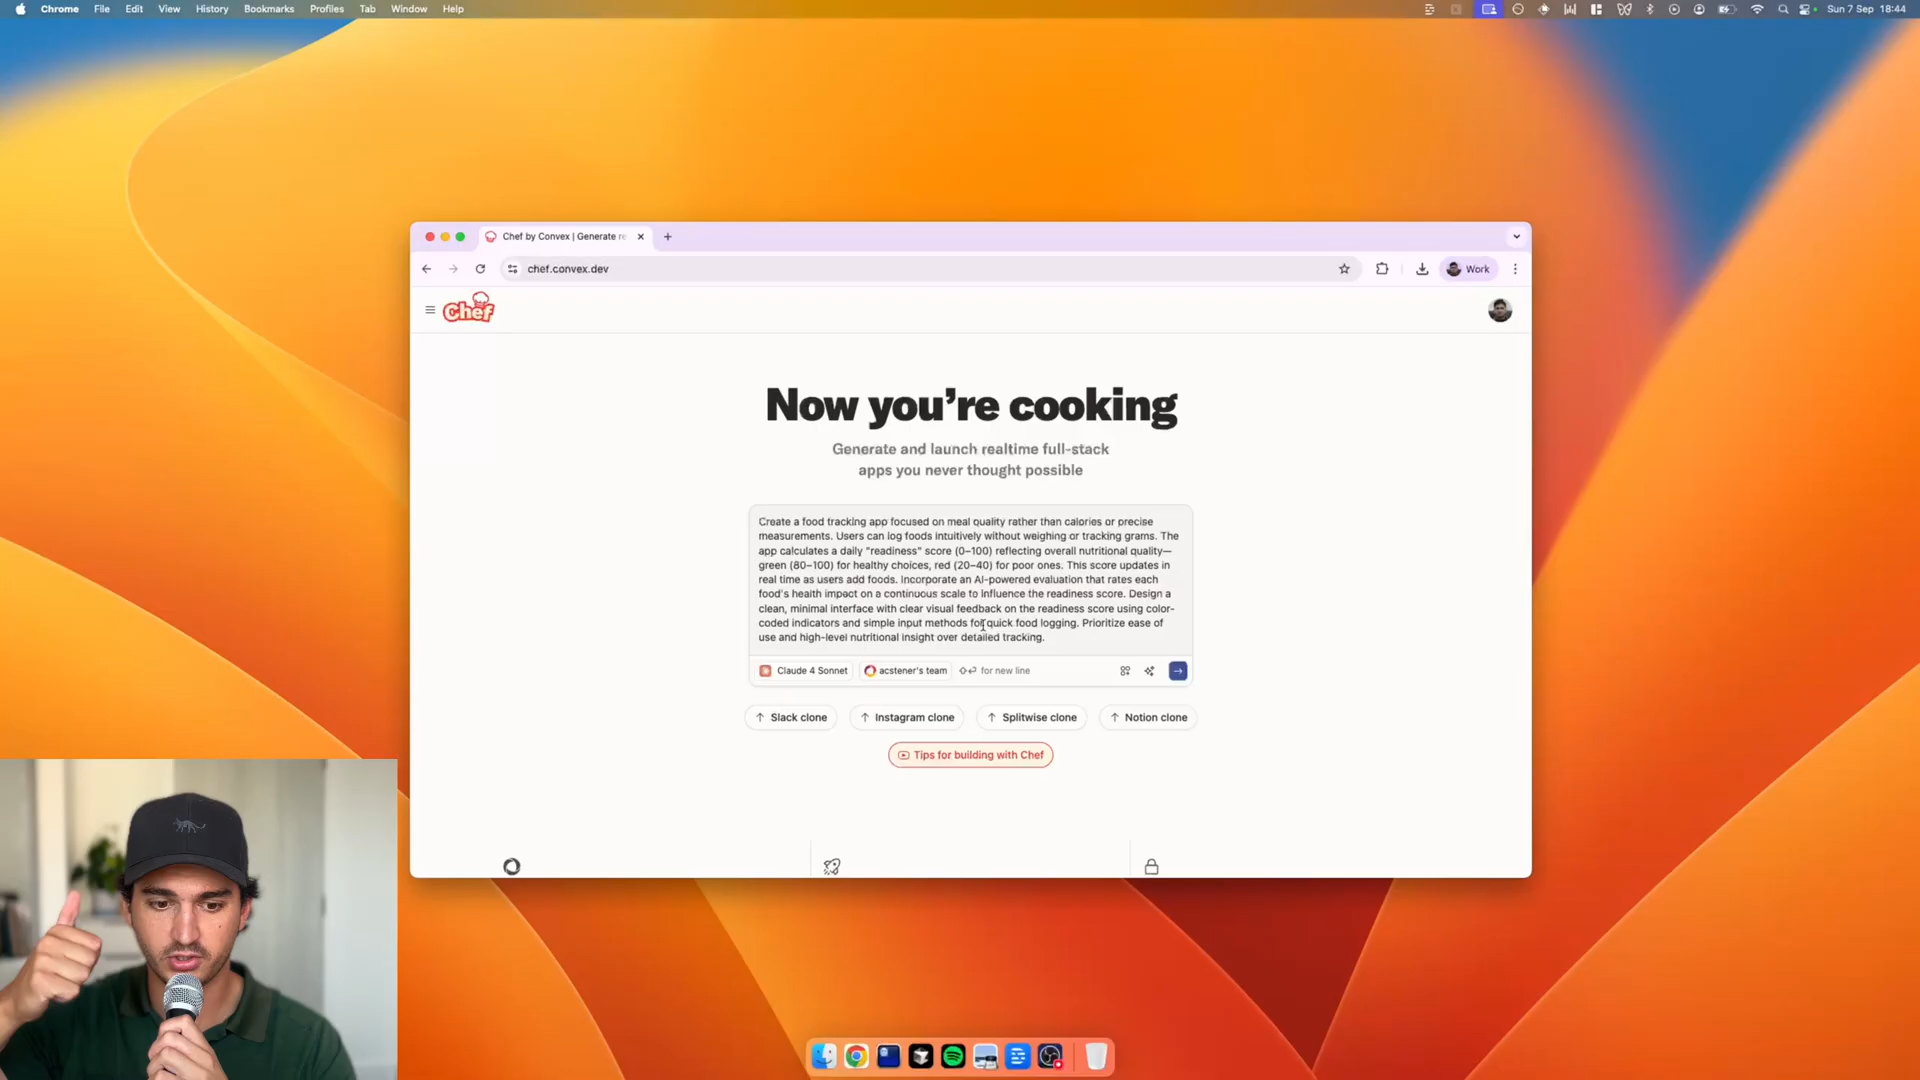 Chrome File Edit View History Bookmarks Profiles Tab Window Help
Sun 7 Sep 18:44
Chef by Convex | Generate re
chef.convex.dev
Work
Chef
Now you're cooking
Generate and launch realtime full-stack
apps you never thought possible
Create a food tracking app focused on meal quality rather than calories or precise
measurements. Users can log foods intuitively without weighing or tracking grams. The
app calculates a daily "readiness" score (0–100) reflecting overall nutritional quality—
green (80–100) for healthy choices, red (20–40) for poor ones. This score updates in
real time as users add foods. Incorporate an AI-powered evaluation that rates each
food's health impact on a continuous scale to influence the readiness score. Design a
clean, minimal interface with clear visual feedback on the readiness score using color-
coded indicators and simple input methods for quick food logging. Prioritize ease of
use and high-level nutritional insight over detailed tracking.
Claude 4 Sonnet
acstener's team
for new line
Slack clone
Instagram clone
Splitwise clone
Notion clone
Tips for building with Chef